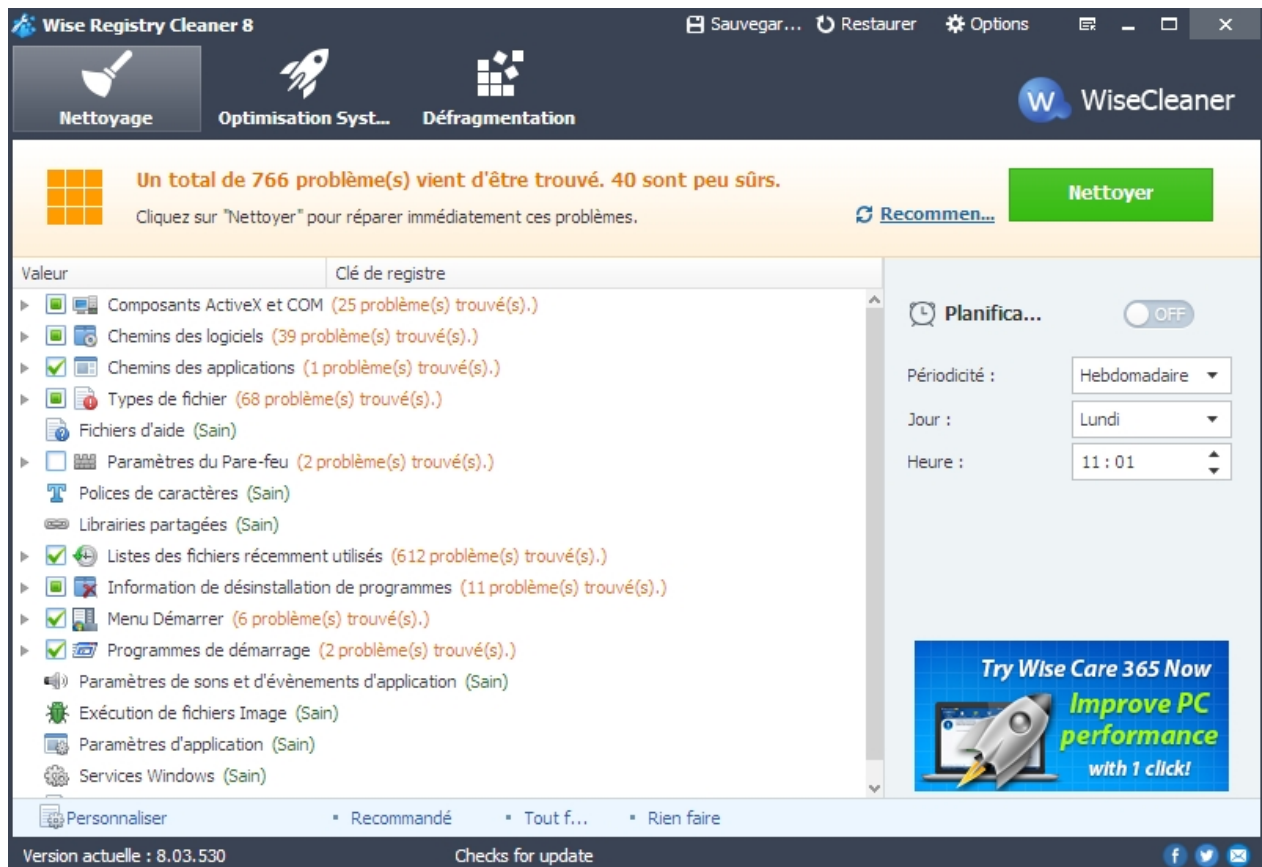 Wise Registry Cleaner 8
Sauvegar... Restaurer Options
Nettoyage Optimisation Syst... Défragmentation
W WiseCleaner
Un total de 766 problème(s) vient d'être trouvé. 40 sont peu sûrs.
Cliquez sur "Nettoyer" pour réparer immédiatement ces problèmes.
Recommen...
Nettoyer
Valeur Clé de registre
Composants ActiveX et COM (25 problème(s) trouvé(s).)
Chemins des logiciels (39 problème(s) trouvé(s).)
Chemins des applications (1 problème(s) trouvé(s).)
Types de fichier (68 problème(s) trouvé(s).)
Fichiers d'aide (Sain)
Paramètres du Pare-feu (2 problème(s) trouvé(s).)
Polices de caractères (Sain)
Librairies partagées (Sain)
Listes des fichiers récemment utilisés (612 problème(s) trouvé(s).)
Information de désinstallation de programmes (11 problème(s) trouvé(s).)
Menu Démarrer (6 problème(s) trouvé(s).)
Programmes de démarrage (2 problème(s) trouvé(s).)
Paramètres de sons et d'évènements d'application (Sain)
Exécution de fichiers Image (Sain)
Paramètres d'application (Sain)
Services Windows (Sain)
Planifica... OFF
Périodicité : Hebdomadaire
Jour : Lundi
Heure : 11 : 01
Try Wise Care 365 Now
Improve PC
performance
with 1 click!
Personnaliser Recommandé Tout f... Rien faire
Version actuelle : 8.03.530 Checks for update